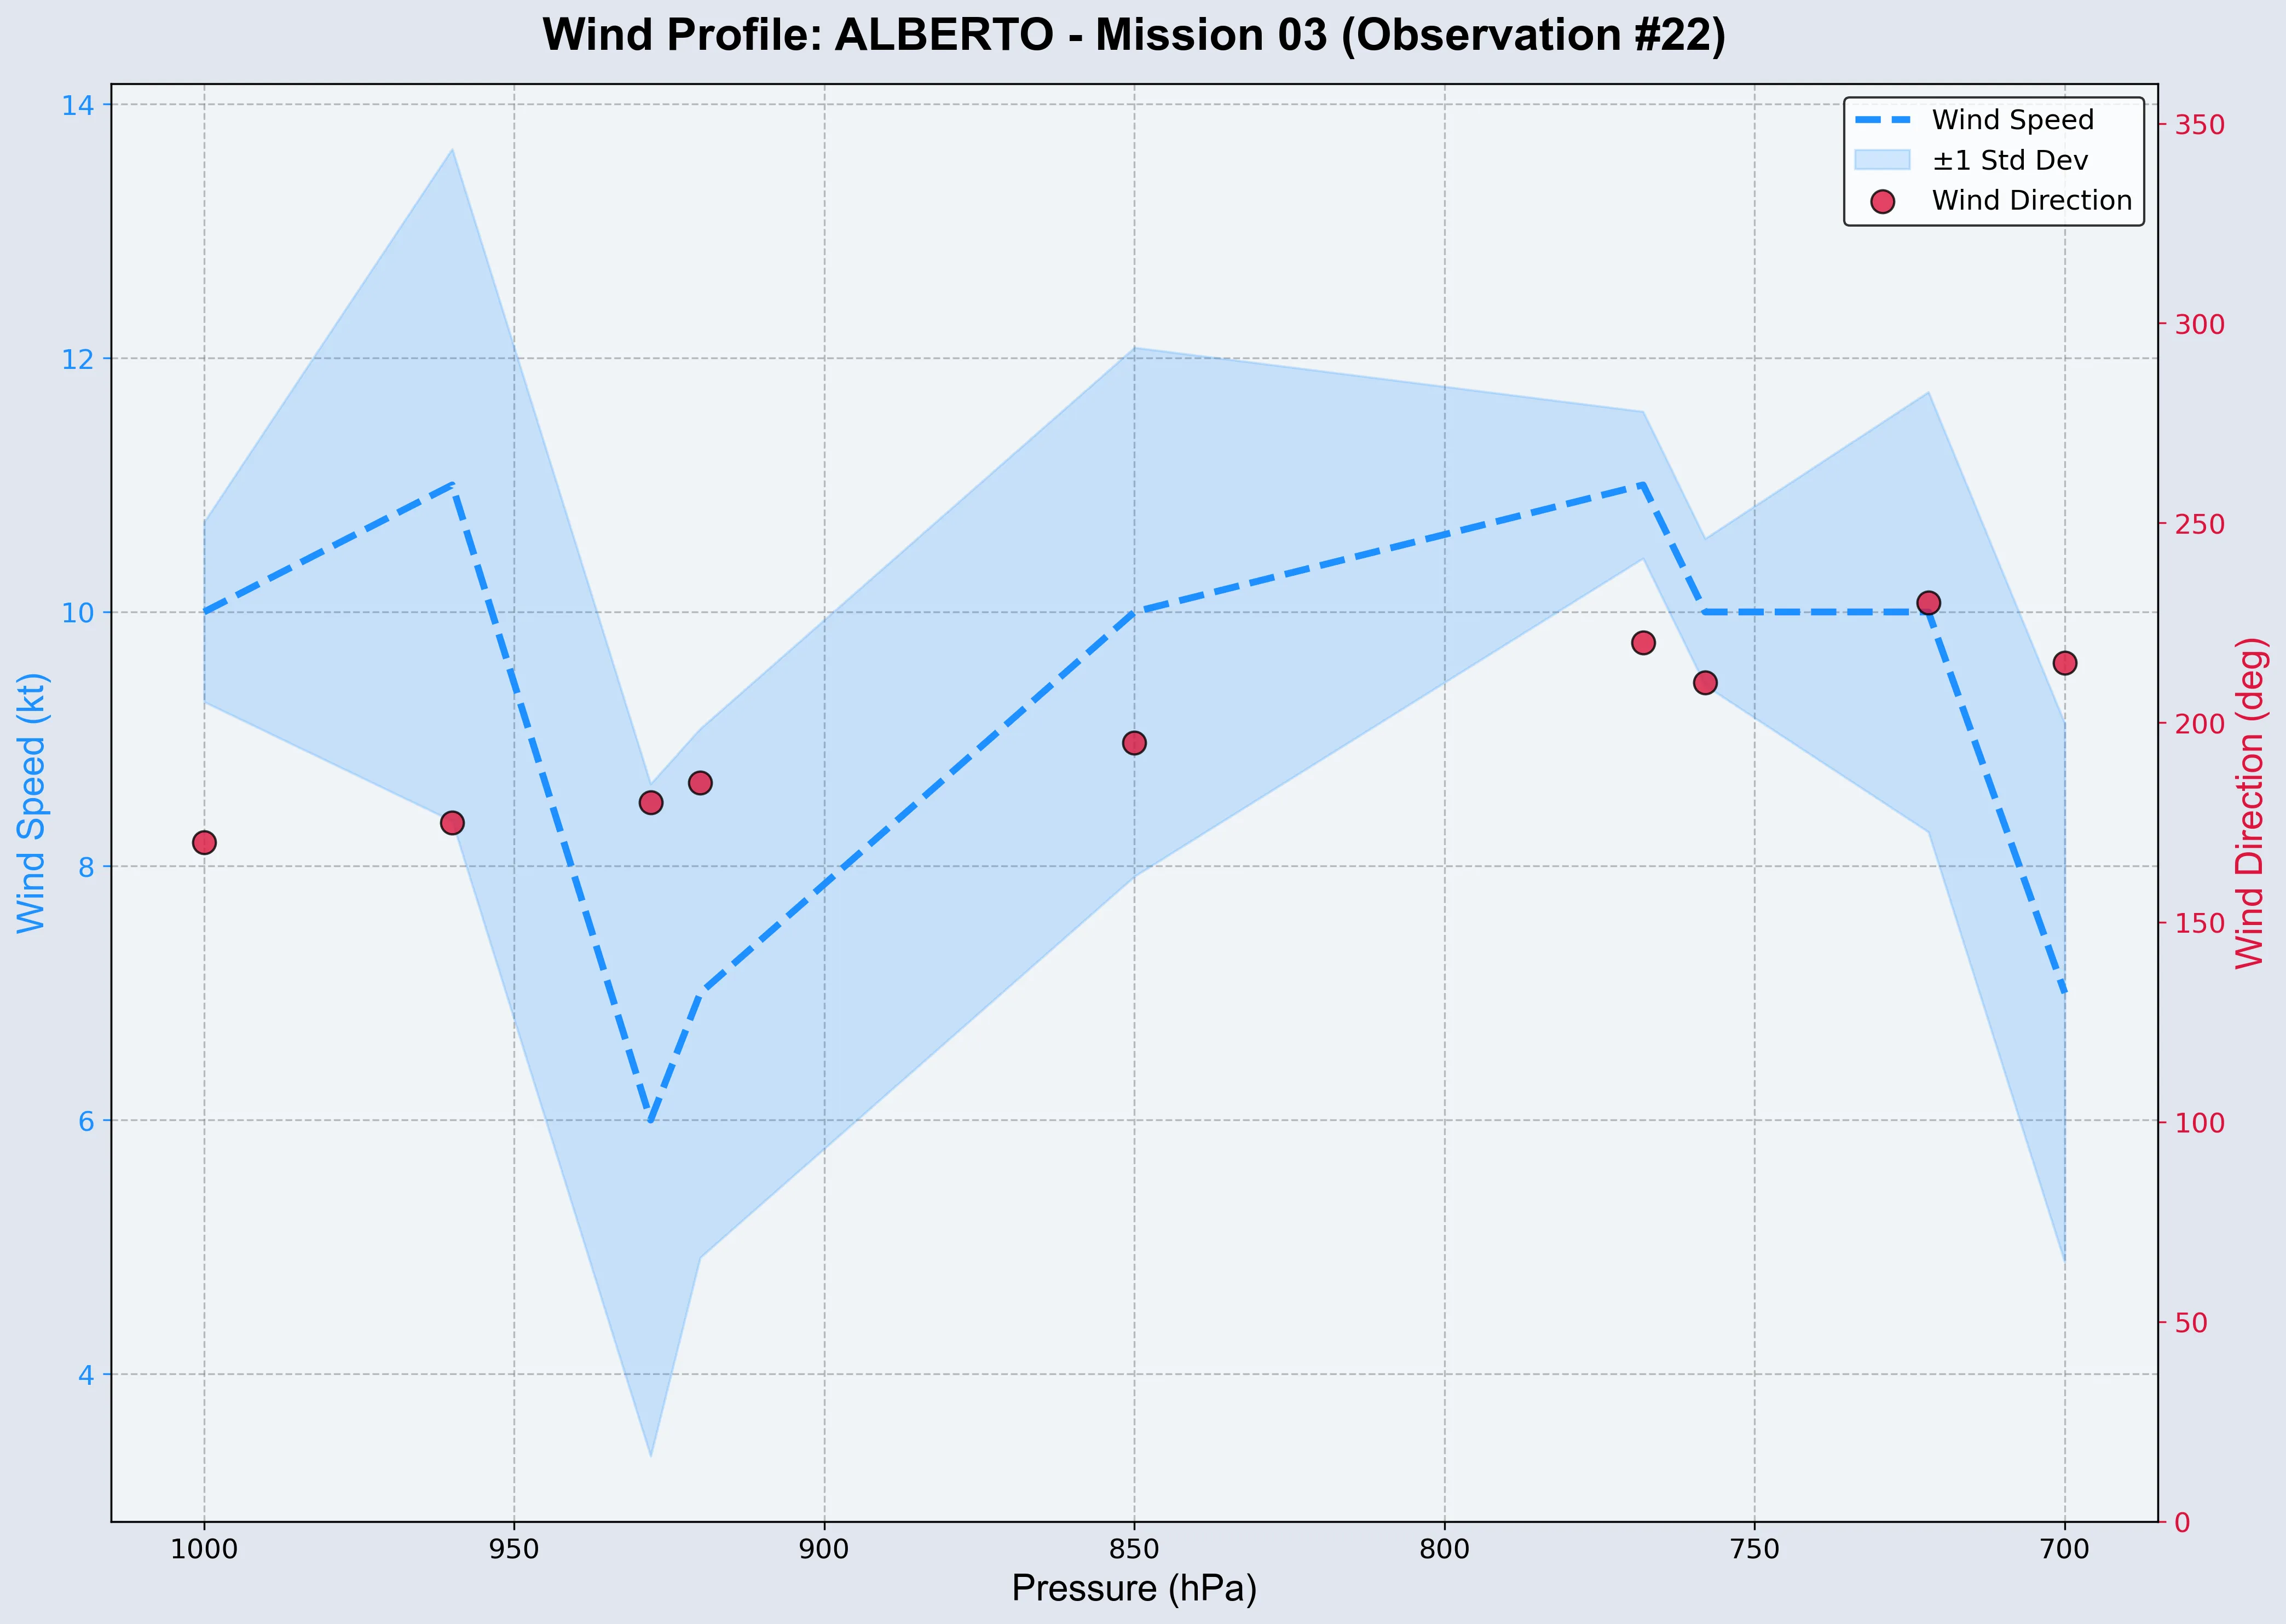 Wind Profile: ALBERTO - Mission 03 (Observation #22)
Wind Speed
±1 Std Dev
Wind Direction
14
12
10
8
6
4
Wind Speed (kt)
350
300
250
200
150
100
50
0
Wind Direction (deg)
1000 950 900 850 800 750 700
Pressure (hPa)